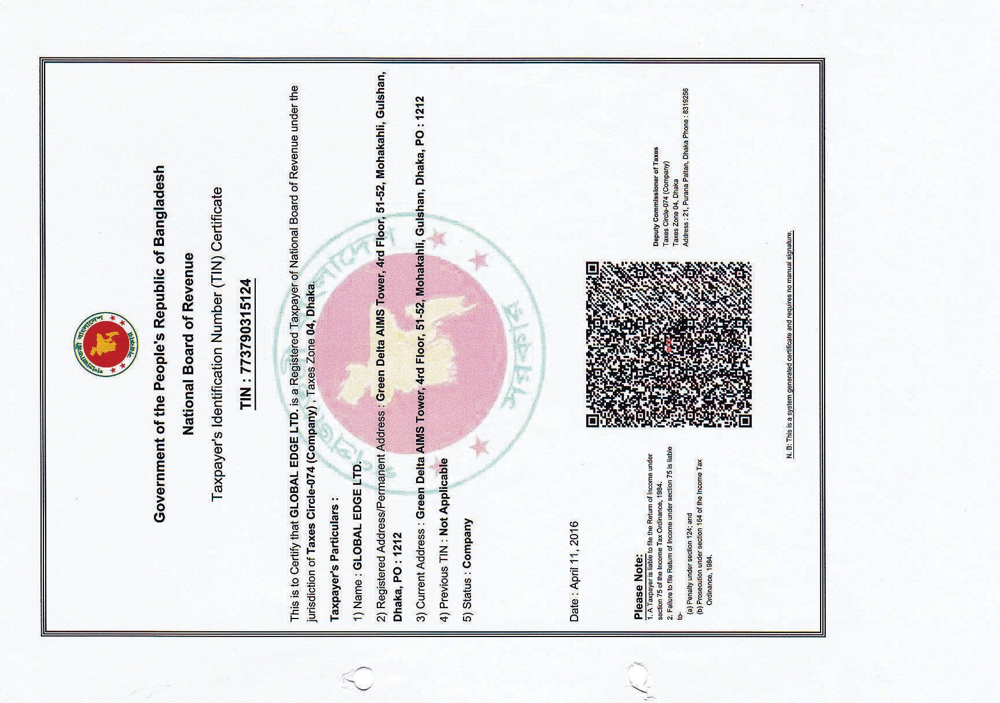 গণপ্রজাতন্ত্রী বাংলাদেশ
সরকার
Government of the People's Republic of Bangladesh
National Board of Revenue
Taxpayer's Identification Number (TIN) Certificate
TIN : 773790315124
This is to Certify that GLOBAL EDGE LTD. is a Registered Taxpayer of National Board of Revenue under the
jurisdiction of Taxes Circle-074 (Company) , Taxes Zone 04, Dhaka.
Taxpayer's Particulars :
1) Name : GLOBAL EDGE LTD.
2) Registered Address/Permanent Address : Green Delta AIMS Tower, 4rd Floor, 51-52, Mohakahli, Gulshan,
Dhaka, PO : 1212
3) Current Address : Green Delta AIMS Tower, 4rd Floor, 51-52, Mohakahli, Gulshan, Dhaka, PO : 1212
4) Previous TIN : Not Applicable
5) Status : Company
Date : April 11, 2016
Please Note:
1. A Taxpayer is liable to file the Return of Income under
section 75 of the Income Tax Ordinance, 1984.
2. Failure to file Return of Income under section 75 is liable
to-
(a) Penalty under section 124; and
(b) Prosecution under section 164 of the Income Tax
Ordinance, 1984.
Deputy Commissioner of Taxes
Taxes Circle-074 (Company)
Taxes Zone 04, Dhaka
Address : 21, Purana Paltan, Dhaka Phone : 8319256
N. B: This is a system generated certificate and requires no manual signature.